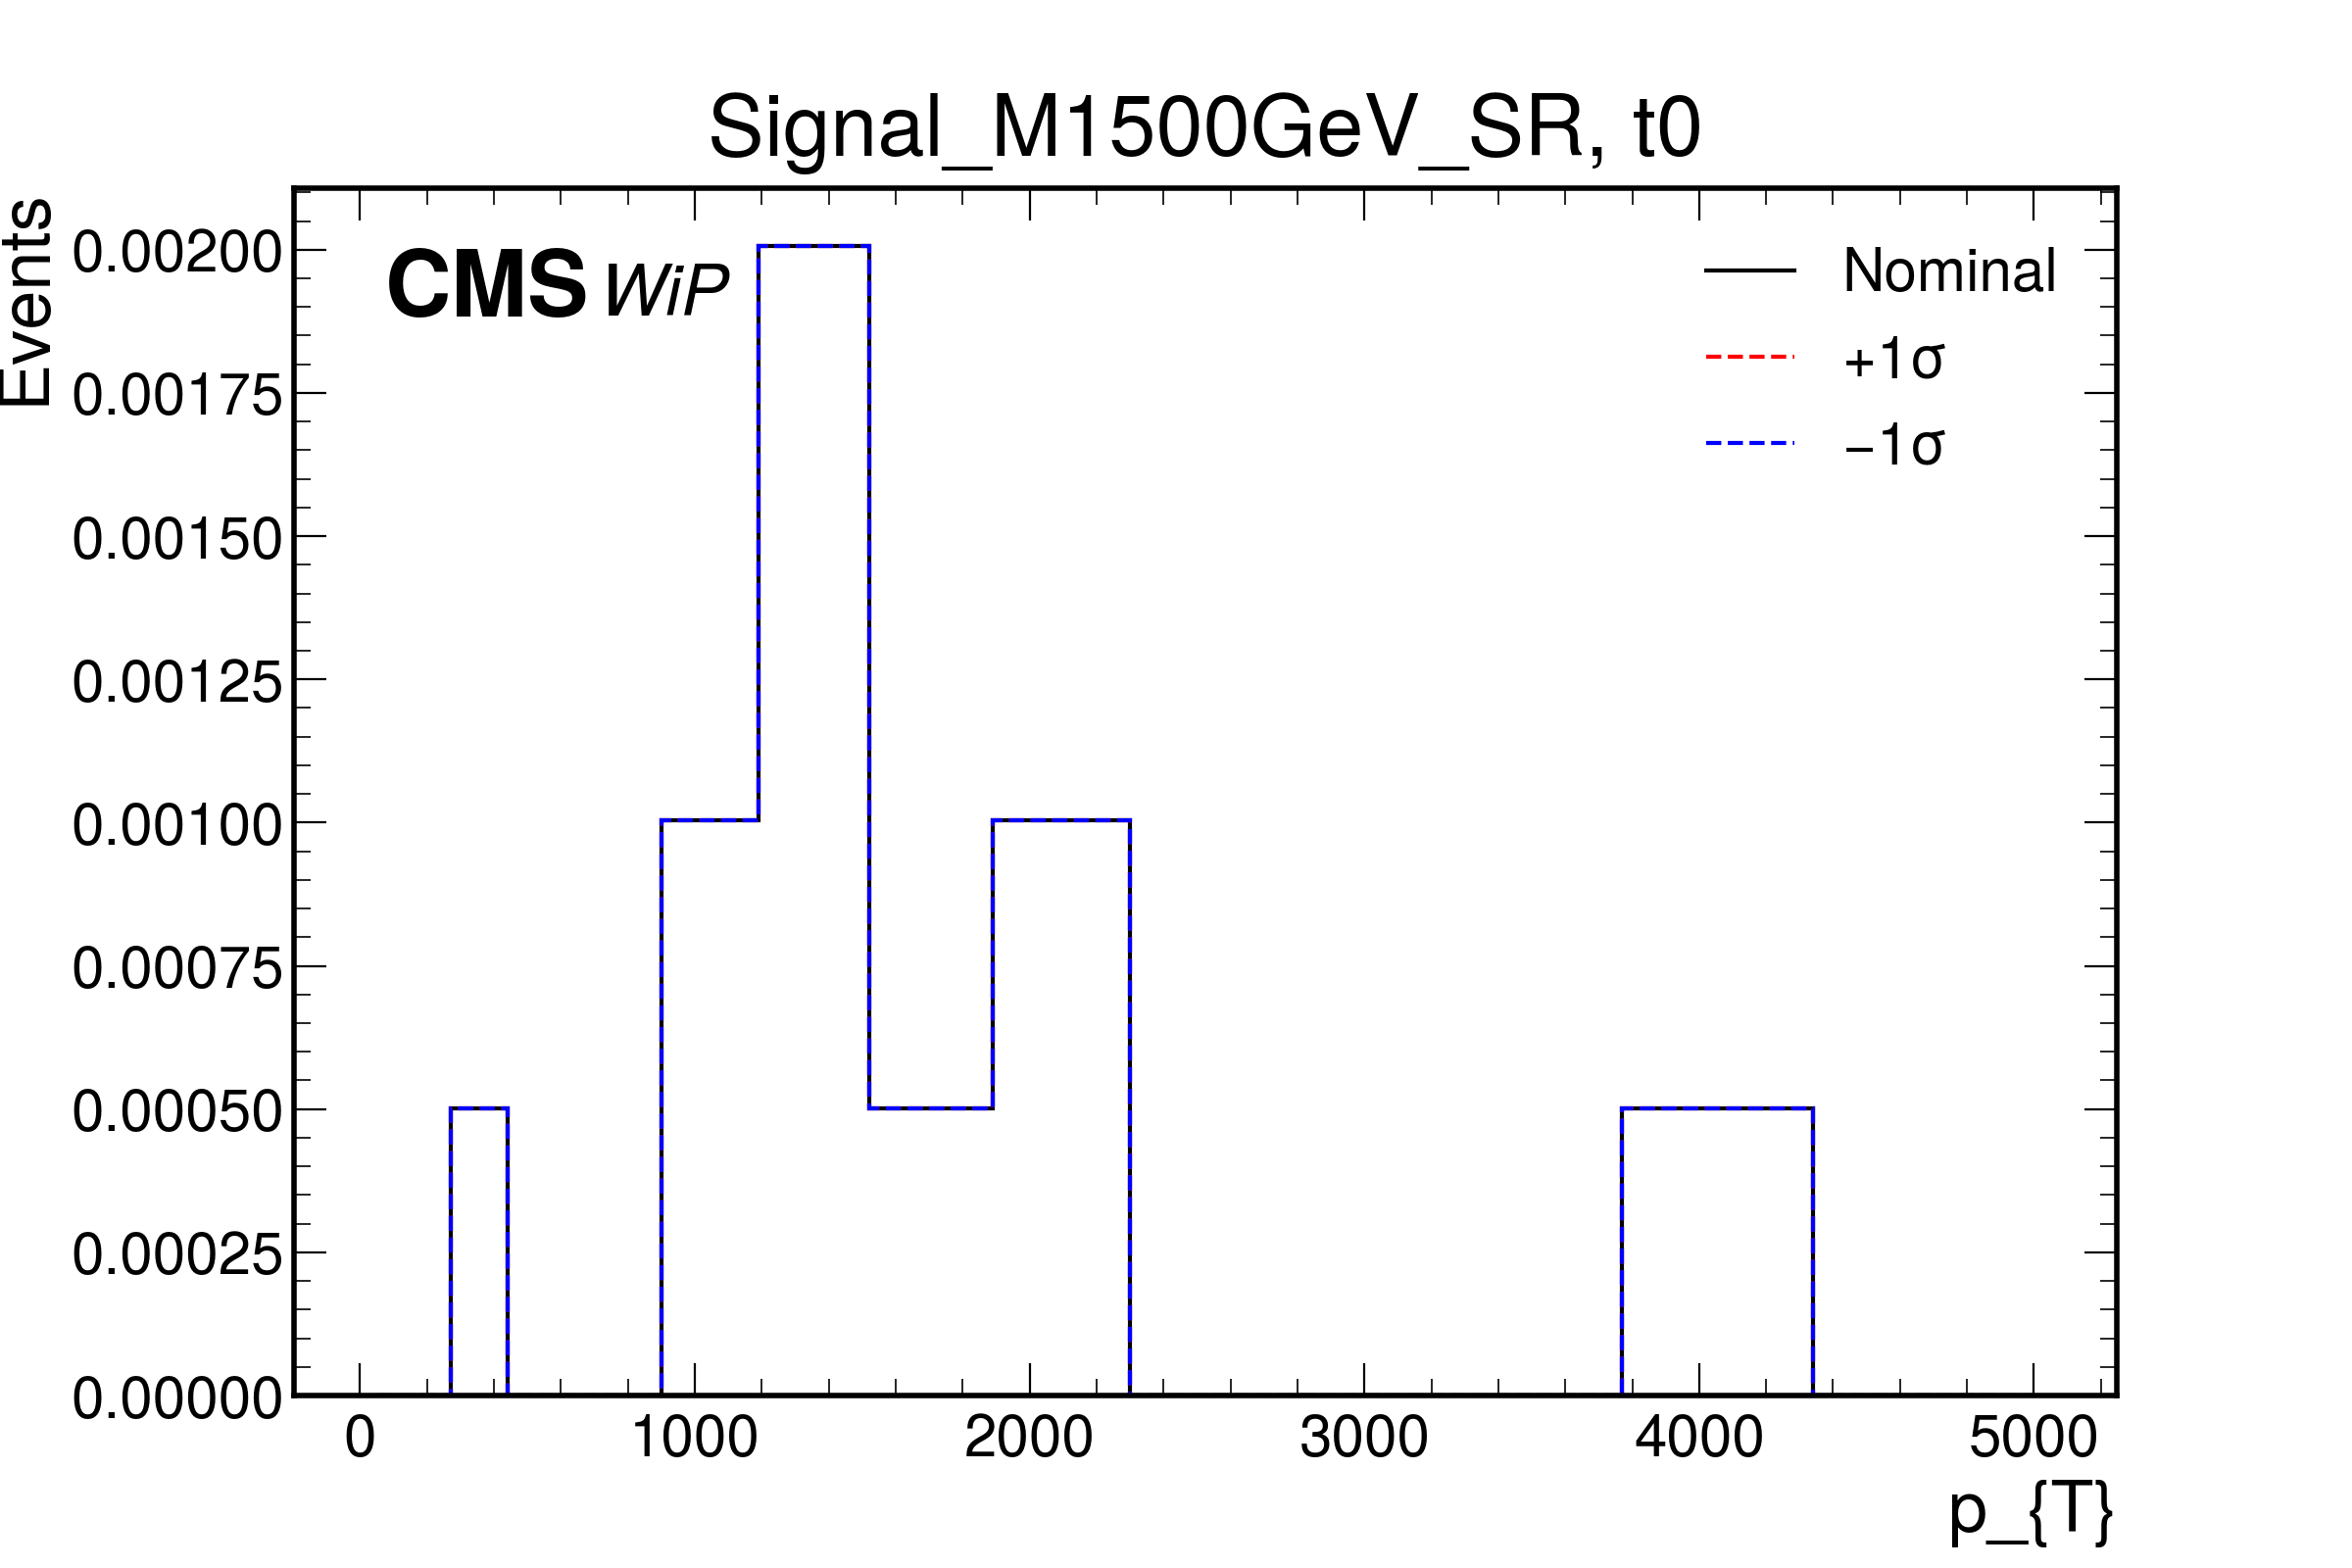 Signal_M1500GeV_SR, t0
Events
CMS WiP
Nominal
+1σ
−1σ
0.00200
0.00175
0.00150
0.00125
0.00100
0.00075
0.00050
0.00025
0.00000
0 1000 2000 3000 4000 5000
p_{T}